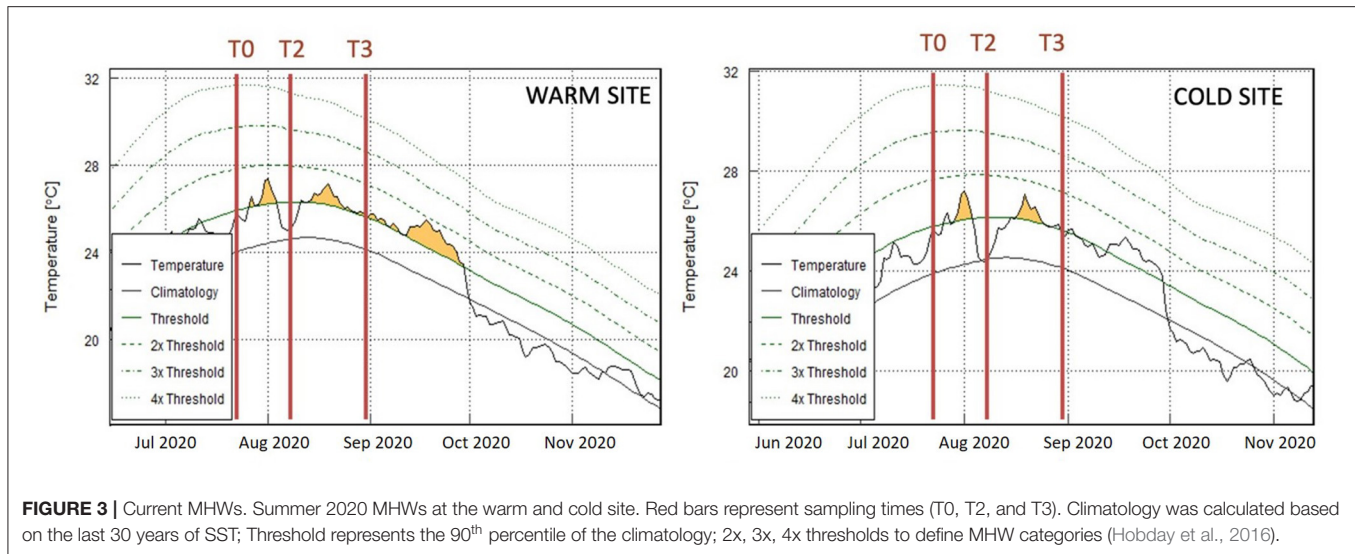 T0 T2 T3
WARM SITE
32
28
24
20
Temperature [°C]
Temperature
Climatology
Threshold
2x Threshold
3x Threshold
4x Threshold
Jul 2020 Aug 2020 Sep 2020 Oct 2020 Nov 2020
T0 T2 T3
COLD SITE
32
28
24
20
Temperature [°C]
Temperature
Climatology
Threshold
2x Threshold
3x Threshold
4x Threshold
Jun 2020 Jul 2020 Aug 2020 Sep 2020 Oct 2020 Nov 2020
FIGURE 3 | Current MHWs. Summer 2020 MHWs at the warm and cold site. Red bars represent sampling times (T0, T2, and T3). Climatology was calculated based
on the last 30 years of SST; Threshold represents the 90th percentile of the climatology; 2x, 3x, 4x thresholds to define MHW categories (Hobday et al., 2016).